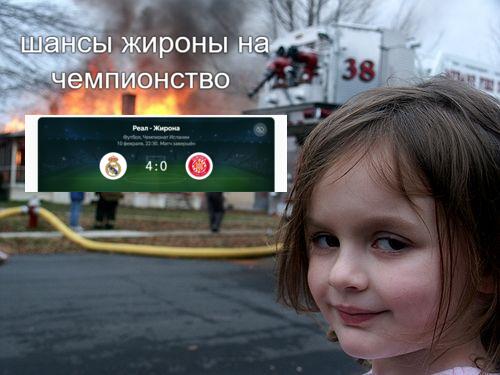 шансы жироны на
чемпионство
38
Реал - Жирона
Футбол, Чемпионат Испании
10 февраля, 22:30. Матч завершён
4:0